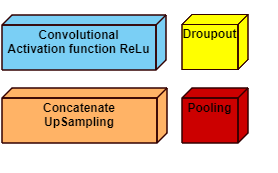 Convolutional
Activation function ReLu
Droupout
Concatenate
UpSampling
Pooling